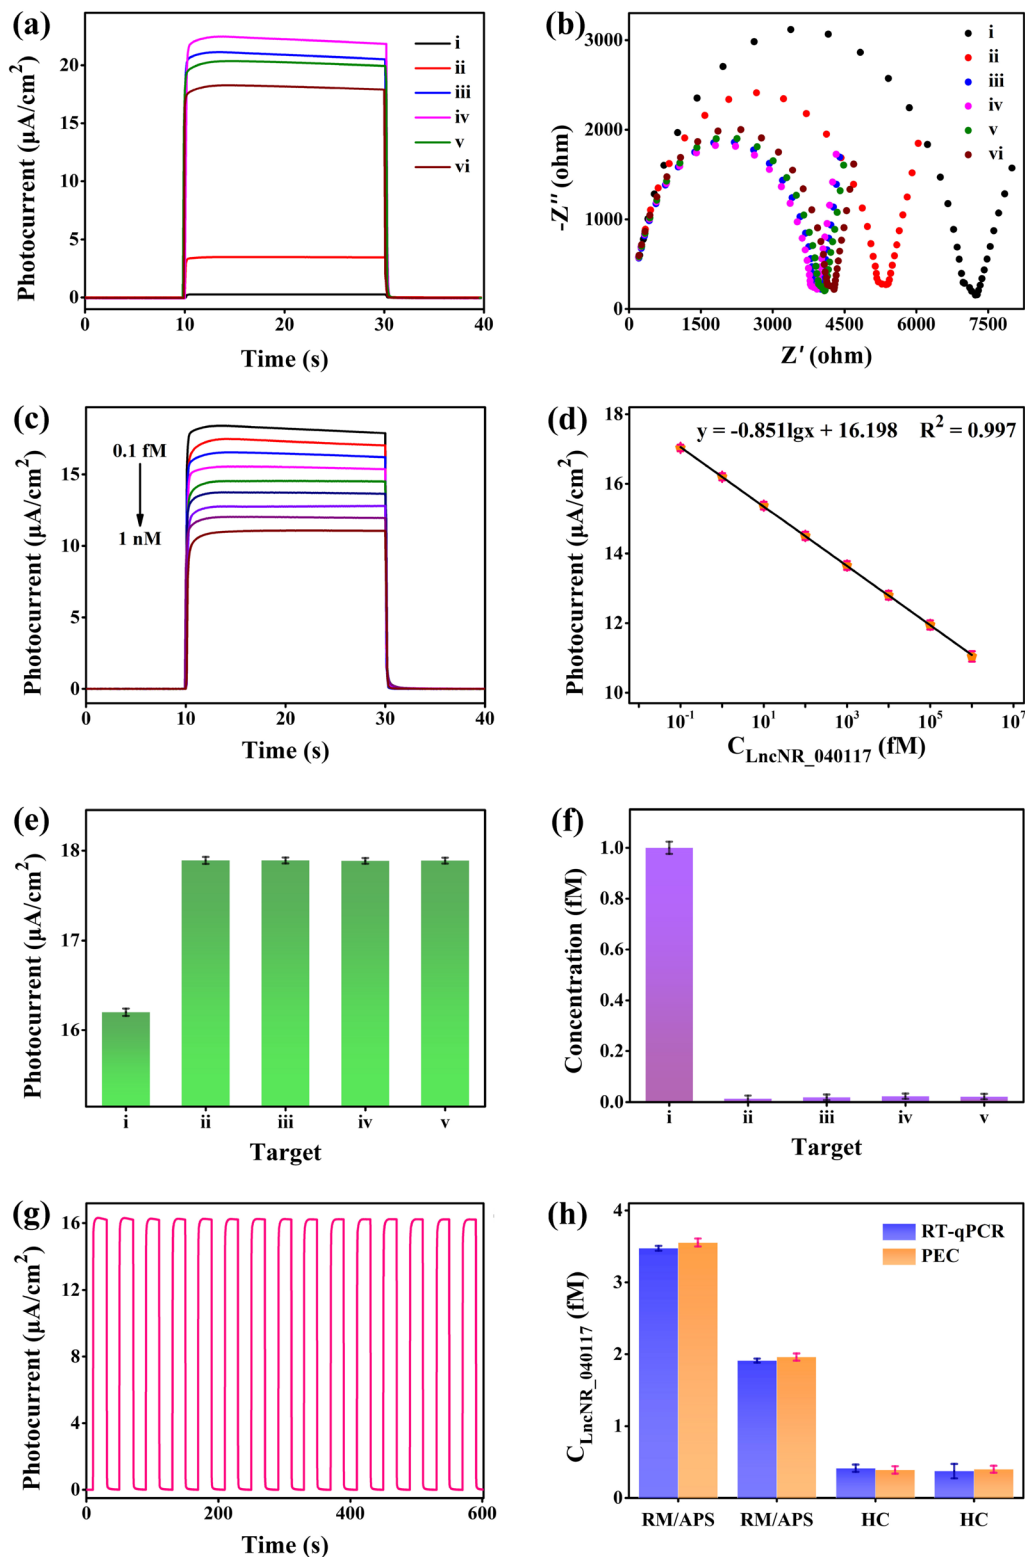 (a)
Photocurrent (μA/cm²)
20
15
10
5
0
i
ii
iii
iv
v
vi
0 10 20 30 40
Time (s)
(b)
-Z″ (ohm)
3000
2000
1000
0
i
ii
iii
iv
v
vi
0 1500 3000 4500 6000 7500
Z′ (ohm)
(c)
Photocurrent (μA/cm²)
15
10
5
0
0.1 fM
1 nM
0 10 20 30 40
Time (s)
(d)
Photocurrent (μA/cm²)
18
16
14
12
10
y = -0.851lgx + 16.198 R² = 0.997
10⁻¹ 10¹ 10³ 10⁵ 10⁷
C_LncNR_040117 (fM)
(e)
Photocurrent (μA/cm²)
18
17
16
i ii iii iv v
Target
(f)
Concentration (fM)
1.0
0.8
0.6
0.4
0.2
0.0
i ii iii iv v
Target
(g)
Photocurrent (μA/cm²)
16
12
8
4
0
0 200 400 600
Time (s)
(h)
C_LncNR_040117 (fM)
4
3
2
1
0
RT-qPCR
PEC
RM/APS RM/APS HC HC